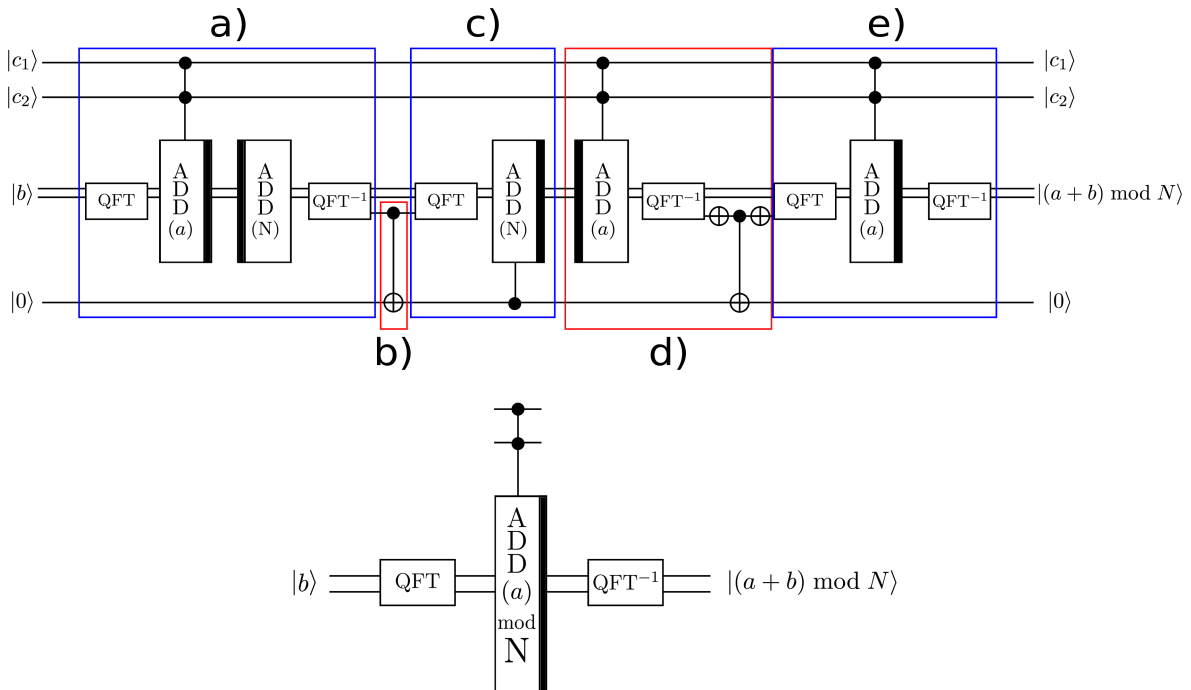 a) c) e)
|c₁⟩ |c₁⟩
|c₂⟩ |c₂⟩
|b⟩ QFT ADD (a) ADD (N) QFT⁻¹ QFT ADD (N) ADD (a) QFT⁻¹ QFT ADD (a) QFT⁻¹ |(a + b) mod N⟩
|0⟩ |0⟩
b) d)
|b⟩ QFT ADD (a) mod N QFT⁻¹ |(a + b) mod N⟩